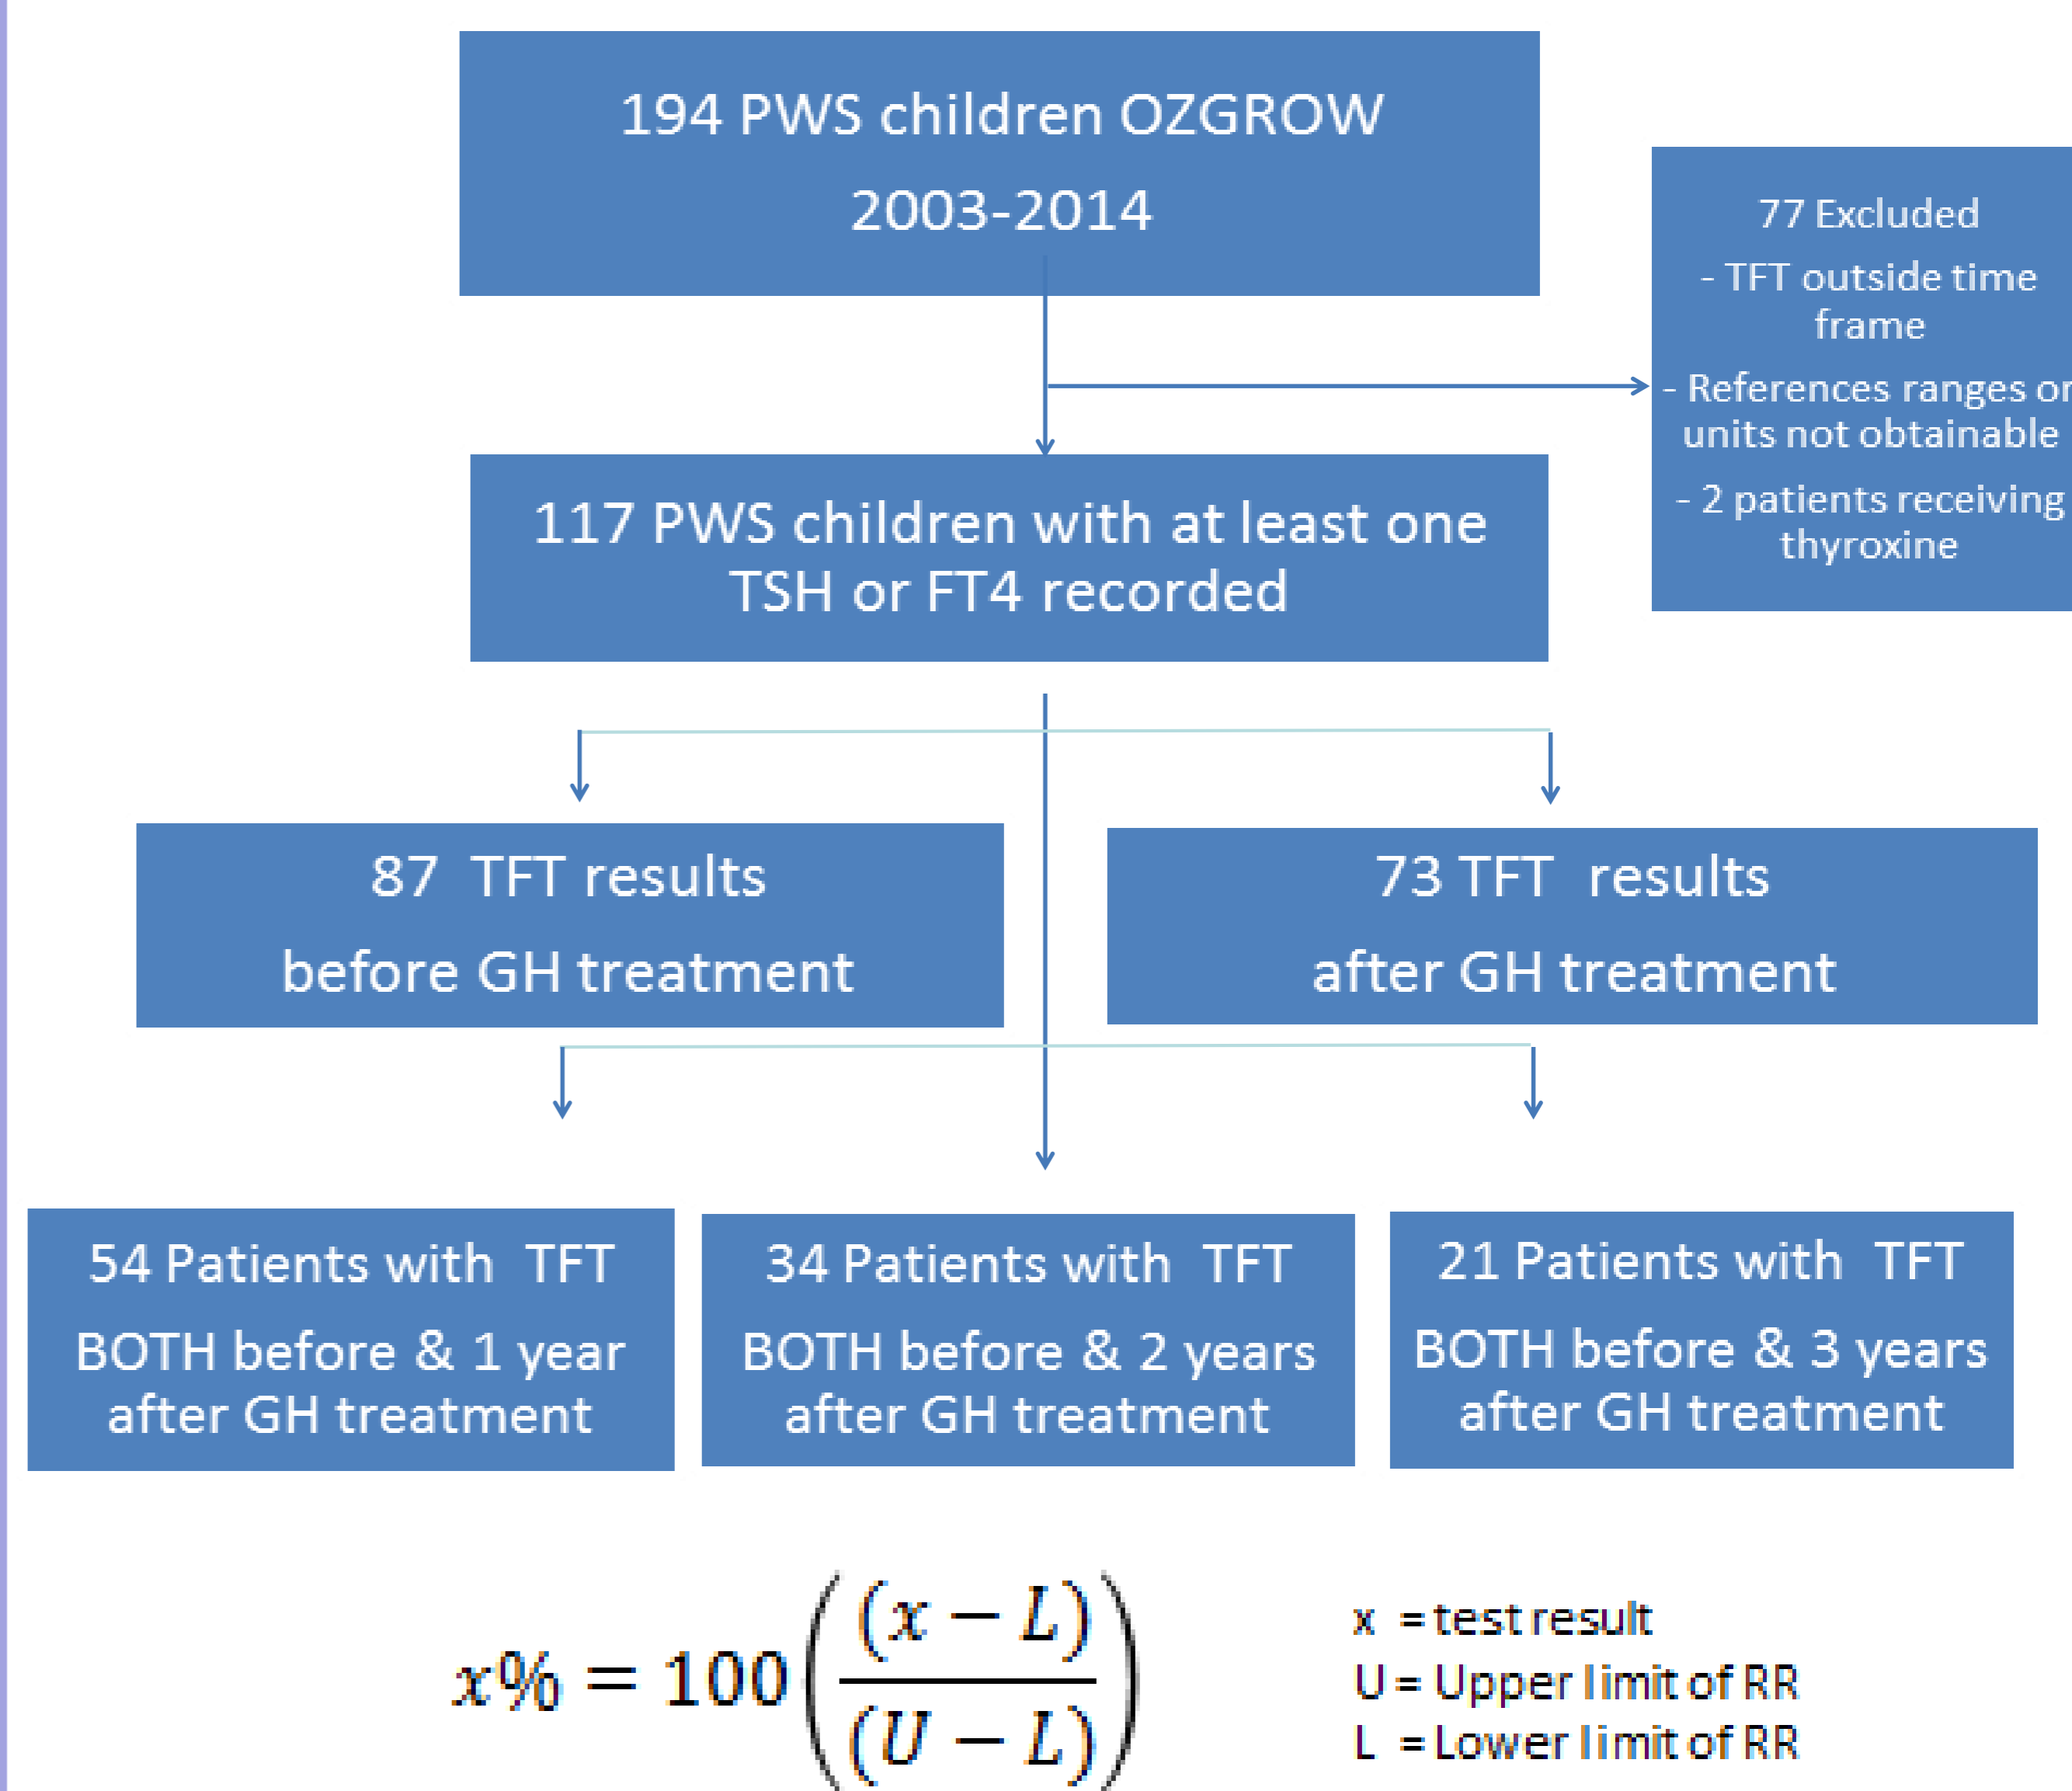 194 PWS children OZGROW
2003-2014
77 Excluded
- TFT outside time
frame
- References ranges or
units not obtainable
- 2 patients receiving
thyroxine
117 PWS children with at least one
TSH or FT4 recorded
87 TFT results
before GH treatment
73 TFT results
after GH treatment
54 Patients with TFT
BOTH before & 1 year
after GH treatment
34 Patients with TFT
BOTH before & 2 years
after GH treatment
21 Patients with TFT
BOTH before & 3 years
after GH treatment
x% = 100((x − L)/(U − L))
x = test result
U = Upper limit of RR
L = Lower limit of RR